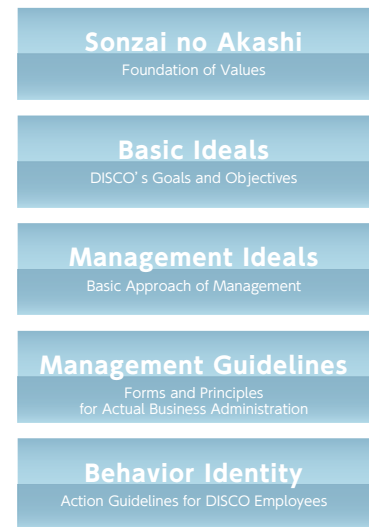 Sonzai no Akashi
Foundation of Values
Basic Ideals
DISCO’s Goals and Objectives
Management Ideals
Basic Approach of Management
Management Guidelines
Forms and Principles
for Actual Business Administration
Behavior Identity
Action Guidelines for DISCO Employees